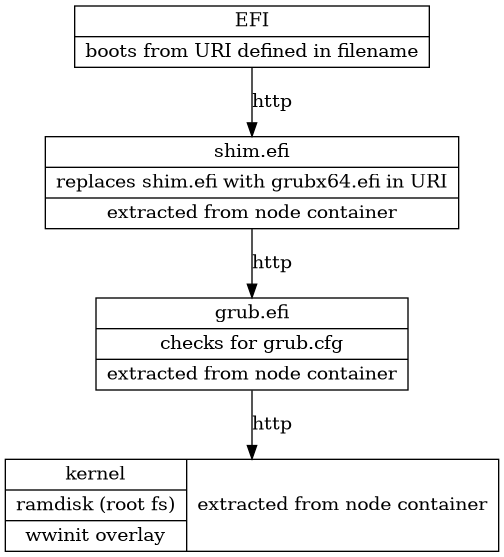 EFI
boots from URI defined in filename
http
shim.efi
replaces shim.efi with grubx64.efi in URI
extracted from node container
http
grub.efi
checks for grub.cfg
extracted from node container
http
kernel
ramdisk (root fs)
wwinit overlay
extracted from node container